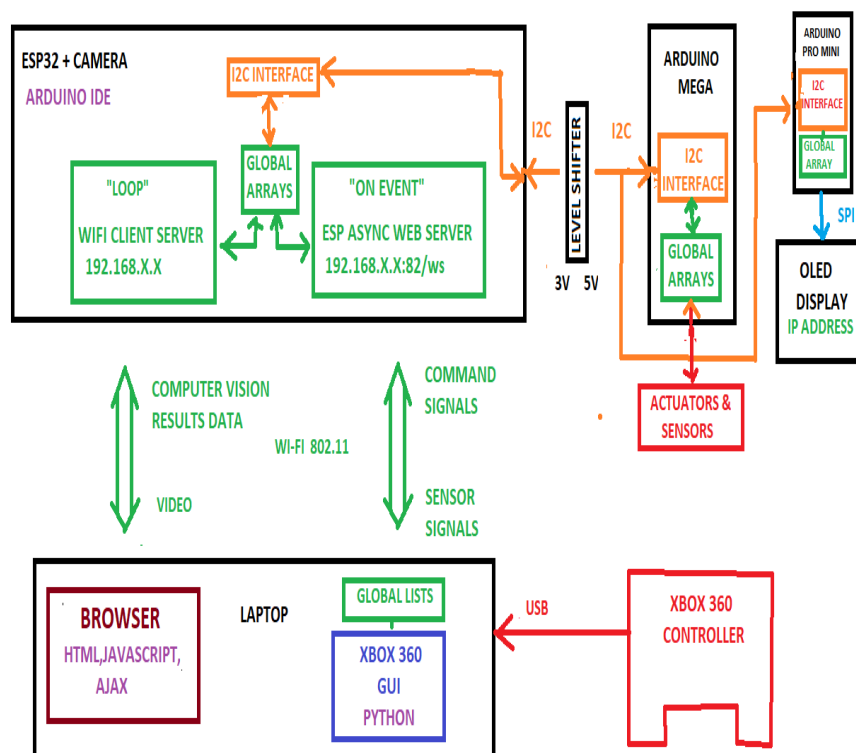 ESP32 + CAMERA
ARDUINO IDE
I2C INTERFACE
GLOBAL
ARRAYS
"LOOP"
WIFI CLIENT SERVER
192.168.X.X
"ON EVENT"
ESP ASYNC WEB SERVER
192.168.X.X:82/ws
I2C
LEVEL SHIFTER
I2C
3V 5V
ARDUINO
MEGA
I2C
INTERFACE
GLOBAL
ARRAYS
ARDUINO
PRO MINI
I2C
INTERFACE
GLOBAL
ARRAY
SPI
OLED
DISPLAY
IP ADDRESS
ACTUATORS &
SENSORS
COMPUTER VISION
RESULTS DATA
VIDEO
WI-FI 802.11
COMMAND
SIGNALS
SENSOR
SIGNALS
BROWSER
HTML,JAVASCRIPT,
AJAX
LAPTOP
GLOBAL LISTS
XBOX 360
GUI
PYTHON
USB
XBOX 360
CONTROLLER